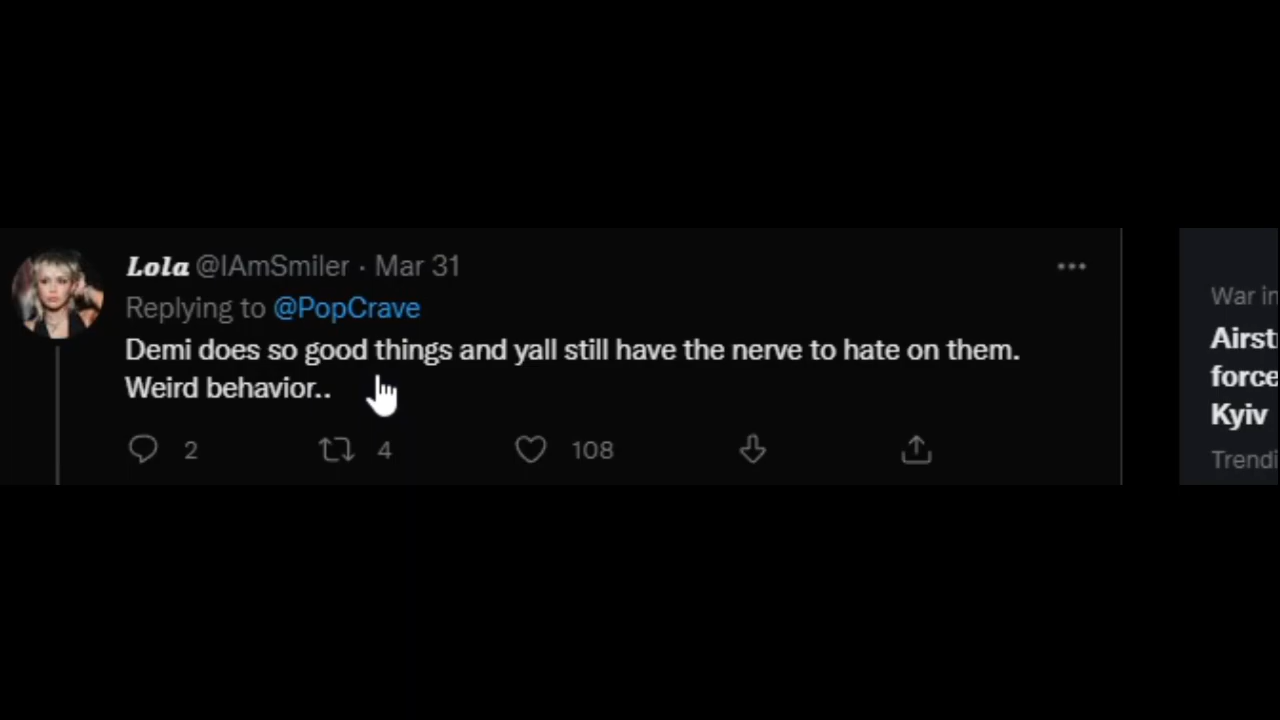 Lola @IAmSmiler · Mar 31
Replying to @PopCrave
Demi does so good things and yall still have the nerve to hate on them.
Weird behavior..
2 4 108
War in
Airst
force
Kyiv
Trendi